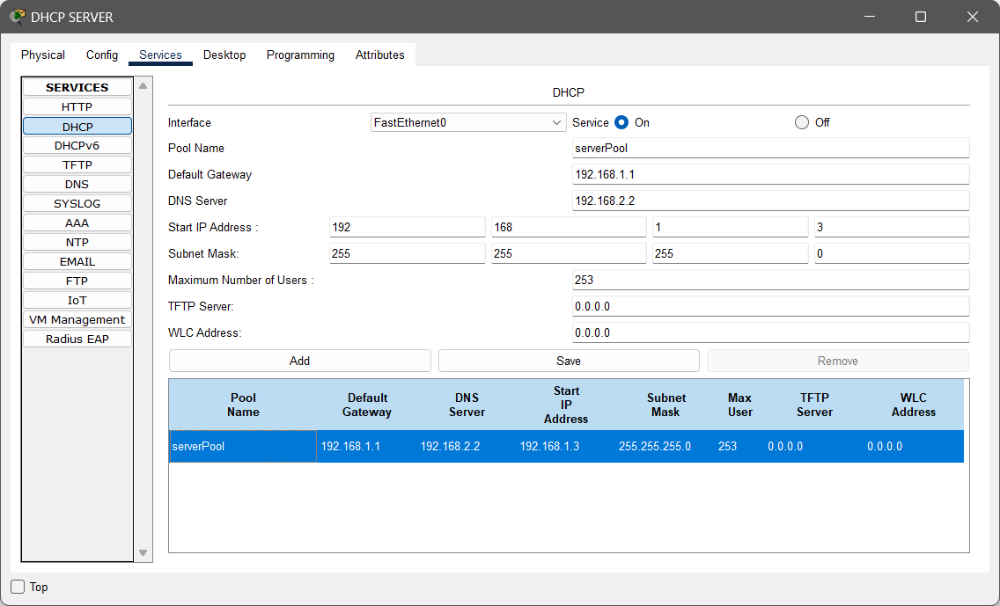 DHCP SERVER
Physical Config Services Desktop Programming Attributes
SERVICES
HTTP
DHCP
DHCPv6
TFTP
DNS
SYSLOG
AAA
NTP
EMAIL
FTP
IoT
VM Management
Radius EAP
DHCP
Interface FastEthernet0 Service On Off
Pool Name serverPool
Default Gateway 192.168.1.1
DNS Server 192.168.2.2
Start IP Address : 192 168 1 3
Subnet Mask: 255 255 255 0
Maximum Number of Users : 253
TFTP Server: 0.0.0.0
WLC Address: 0.0.0.0
Add Save Remove
Pool Name Default Gateway DNS Server Start IP Address Subnet Mask Max User TFTP Server WLC Address
serverPool 192.168.1.1 192.168.2.2 192.168.1.3 255.255.255.0 253 0.0.0.0 0.0.0.0
Top